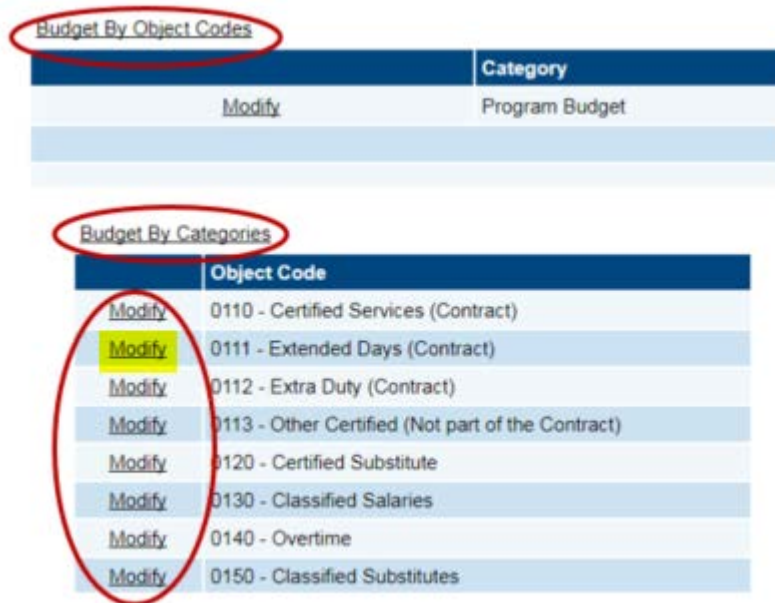 Budget By Object Codes
Category
Modify Program Budget
Budget By Categories
Object Code
Modify 0110 - Certified Services (Contract)
Modify 0111 - Extended Days (Contract)
Modify 0112 - Extra Duty (Contract)
Modify 0113 - Other Certified (Not part of the Contract)
Modify 0120 - Certified Substitute
Modify 0130 - Classified Salaries
Modify 0140 - Overtime
Modify 0150 - Classified Substitutes